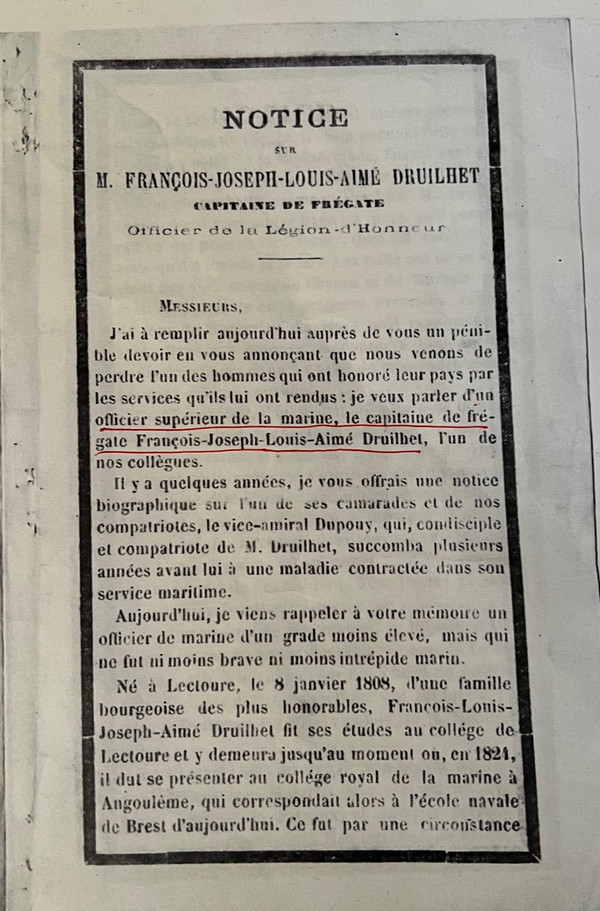 NOTICE
SUR
M. FRANÇOIS-JOSEPH-LOUIS-AIMÉ DRUILHET
CAPITAINE DE FRÉGATE
Officier de la Légion-d'Honneur
MESSIEURS,
J'ai à remplir aujourd'hui auprès de vous un péni-
ble devoir en vous annonçant que nous venons de
perdre l'un des hommes qui ont honoré leur pays par
les services qu'ils lui ont rendus : je veux parler d'un
officier supérieur de la marine, le capitaine de fré-
gate François-Joseph-Louis-Aimé Druilhet, l'un de
nos collègues.
Il y a quelques années, je vous offrais une notice
biographique sur l'un de ses camarades et de nos
compatriotes, le vice-amiral Dupouy, qui, condisciple
et compatriote de M. Druilhet, succomba plusieurs
années avant lui à une maladie contractée dans son
service maritime.
Aujourd'hui, je viens rappeler à votre mémoire un
officier de marine d'un grade moins élevé, mais qui
ne fut ni moins brave ni moins intrépide marin.
Né à Lectoure, le 8 janvier 1808, d'une famille
bourgeoise des plus honorables, François-Louis-
Joseph-Aimé Druilhet fit ses études au collége de
Lectoure et y demeura jusqu'au moment où, en 1824,
il dut se présenter au collége royal de la marine à
Angoulème, qui correspondait alors à l'école navale
de Brest d'aujourd'hui. Ce fut par une circonstance